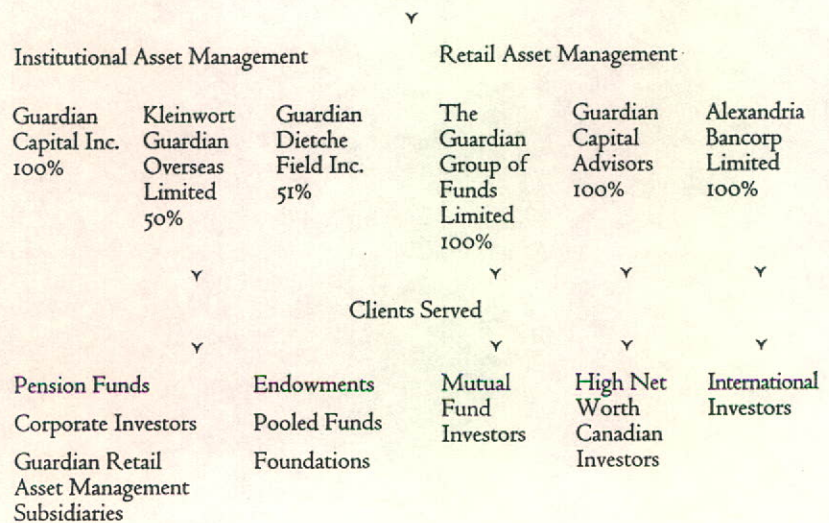 Institutional Asset Management
Retail Asset Management
Guardian
Capital Inc.
100%
Kleinwort
Guardian
Overseas
Limited
50%
Guardian
Dietche
Field Inc.
51%
The
Guardian
Group of
Funds
Limited
100%
Guardian
Capital
Advisors
100%
Alexandria
Bancorp
Limited
100%
Clients Served
Pension Funds
Corporate Investors
Guardian Retail
Asset Management
Subsidiaries
Endowments
Pooled Funds
Foundations
Mutual
Fund
Investors
High Net
Worth
Canadian
Investors
International
Investors